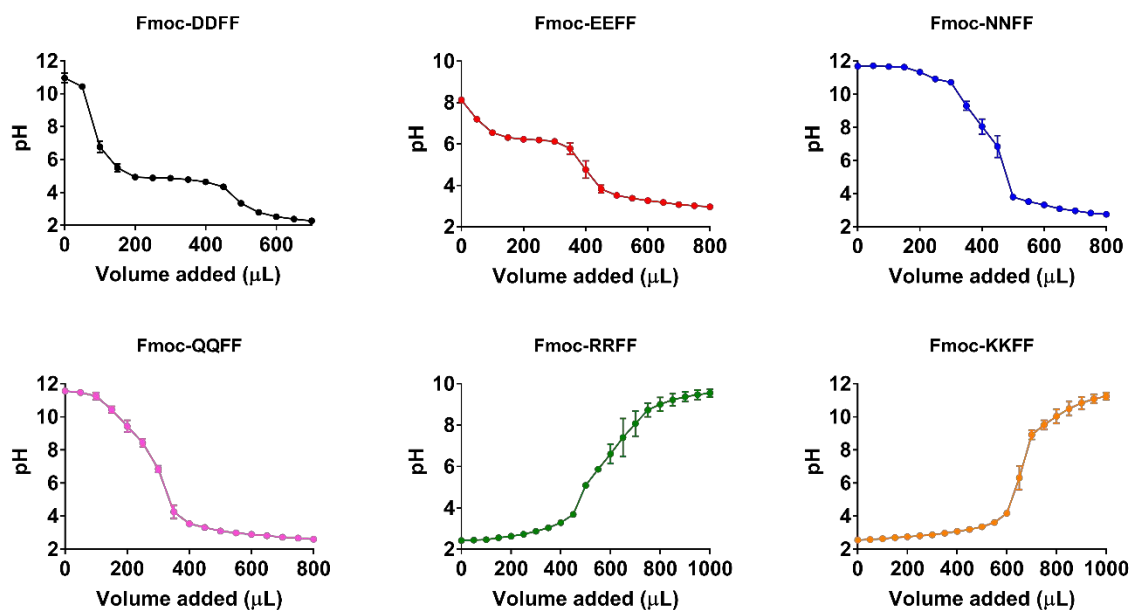 Fmoc-DDFF
12
10
8
6
4
2
pH
0 200 400 600
Volume added (μL)
Fmoc-EEFF
10
8
6
4
2
pH
0 200 400 600 800
Volume added (μL)
Fmoc-NNFF
12
10
8
6
4
2
pH
0 200 400 600 800
Volume added (μL)
Fmoc-QQFF
12
10
8
6
4
2
pH
0 200 400 600 800
Volume added (μL)
Fmoc-RRFF
10
8
6
4
2
pH
0 200 400 600 800 1000
Volume added (μL)
Fmoc-KKFF
12
10
8
6
4
2
pH
0 200 400 600 800 1000
Volume added (μL)